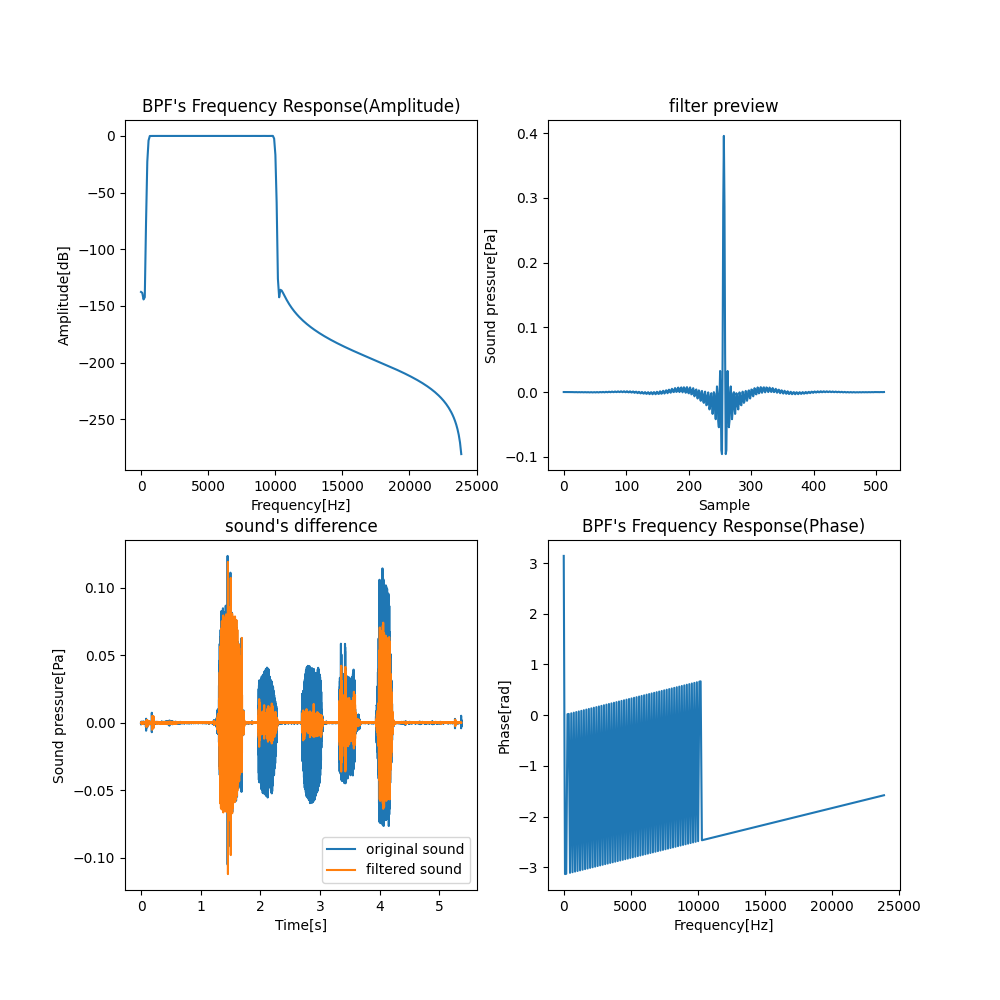 BPF's Frequency Response(Amplitude)
0
−50
−100
−150
−200
−250
Amplitude[dB]
0 5000 10000 15000 20000 25000
Frequency[Hz]
filter preview
0.4
0.3
0.2
0.1
0.0
−0.1
Sound pressure[Pa]
0 100 200 300 400 500
Sample
sound's difference
0.10
0.05
0.00
−0.05
−0.10
Sound pressure[Pa]
original sound
filtered sound
0 1 2 3 4 5
Time[s]
BPF's Frequency Response(Phase)
3
2
1
0
−1
−2
−3
Phase[rad]
0 5000 10000 15000 20000 25000
Frequency[Hz]